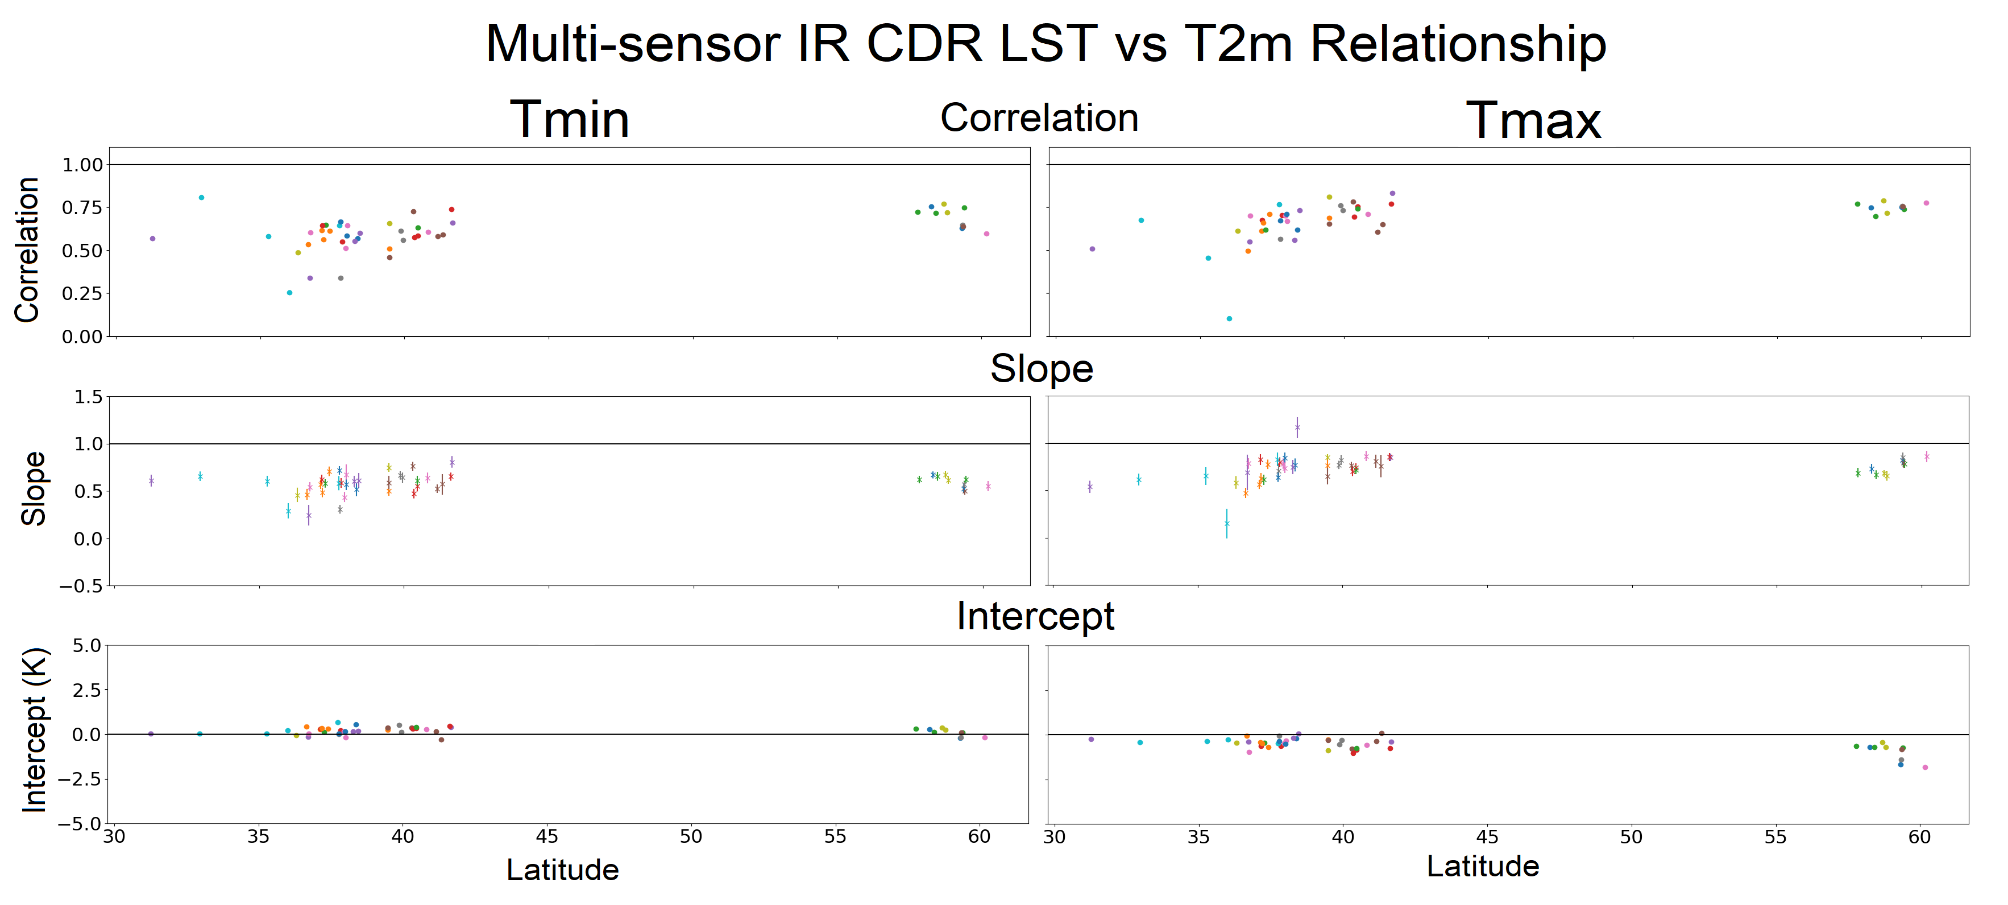 Multi-sensor IR CDR LST vs T2m Relationship
Tmin
Correlation
Tmax
Correlation
1.00
0.75
0.50
0.25
0.00
Slope
Slope
1.5
1.0
0.5
0.0
−0.5
Intercept
Intercept (K)
5.0
2.5
0.0
−2.5
−5.0
30 35 40 45 50 55 60
30 35 40 45 50 55 60
Latitude
Latitude